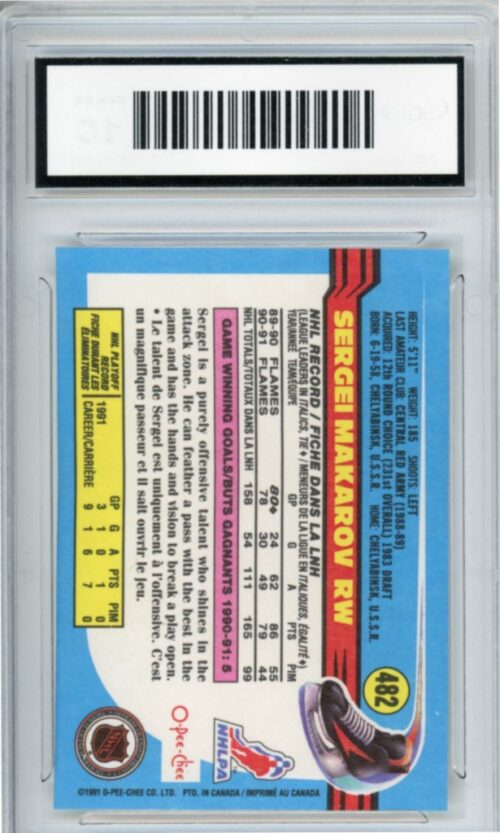 482
HEIGHT: 5'11" WEIGHT: 185 SHOOTS: LEFT
LAST AMATEUR CLUB: CENTRAL RED ARMY (1988-89)
ACQUIRED: 12th ROUND CHOICE (231st OVERALL) 1983 DRAFT
BORN: 6-19-58, CHELYABINSK, U.S.S.R. HOME: CHELYABINSK, U.S.S.R.
SERGEI MAKAROV RW
NHL RECORD / FICHE DANS LA LNH
(LEAGUE LEADERS IN ITALICS, TIE♦ / MENEURS DE LA LIGUE EN ITALIQUES, ÉGALITÉ♦)
YEAR/ANNÉE TEAM/ÉQUIPE GP G A PTS PIM
89-90 FLAMES 80♦ 24 62 86 55
90-91 FLAMES 78 30 49 79 44
NHL TOTALS/TOTAUX DANS LA LNH 158 54 111 165 99
GAME WINNING GOALS/BUTS GAGNANTS 1990-91: 5
Sergei is a purely offensive talent who shines in the
attack zone. He can feather a pass with the best in the
game and has the hands and vision to break a play open.
• Le talent de Sergei est uniquement à l'offensive. C'est
un magnifique passeur et il sait ouvrir le jeu.
NHL PLAYOFF
RECORD
FICHE DURANT LES
ÉLIMINATOIRES
GP G A PTS PIM
1991 3 1 0 1 0
CAREER/CARRIÈRE 9 1 6 7 0
NHLPA
O-Pee-Chee
NHL
©1991 O-PEE-CHEE CO. LTD. PTD. IN CANADA / IMPRIMÉ AU CANADA